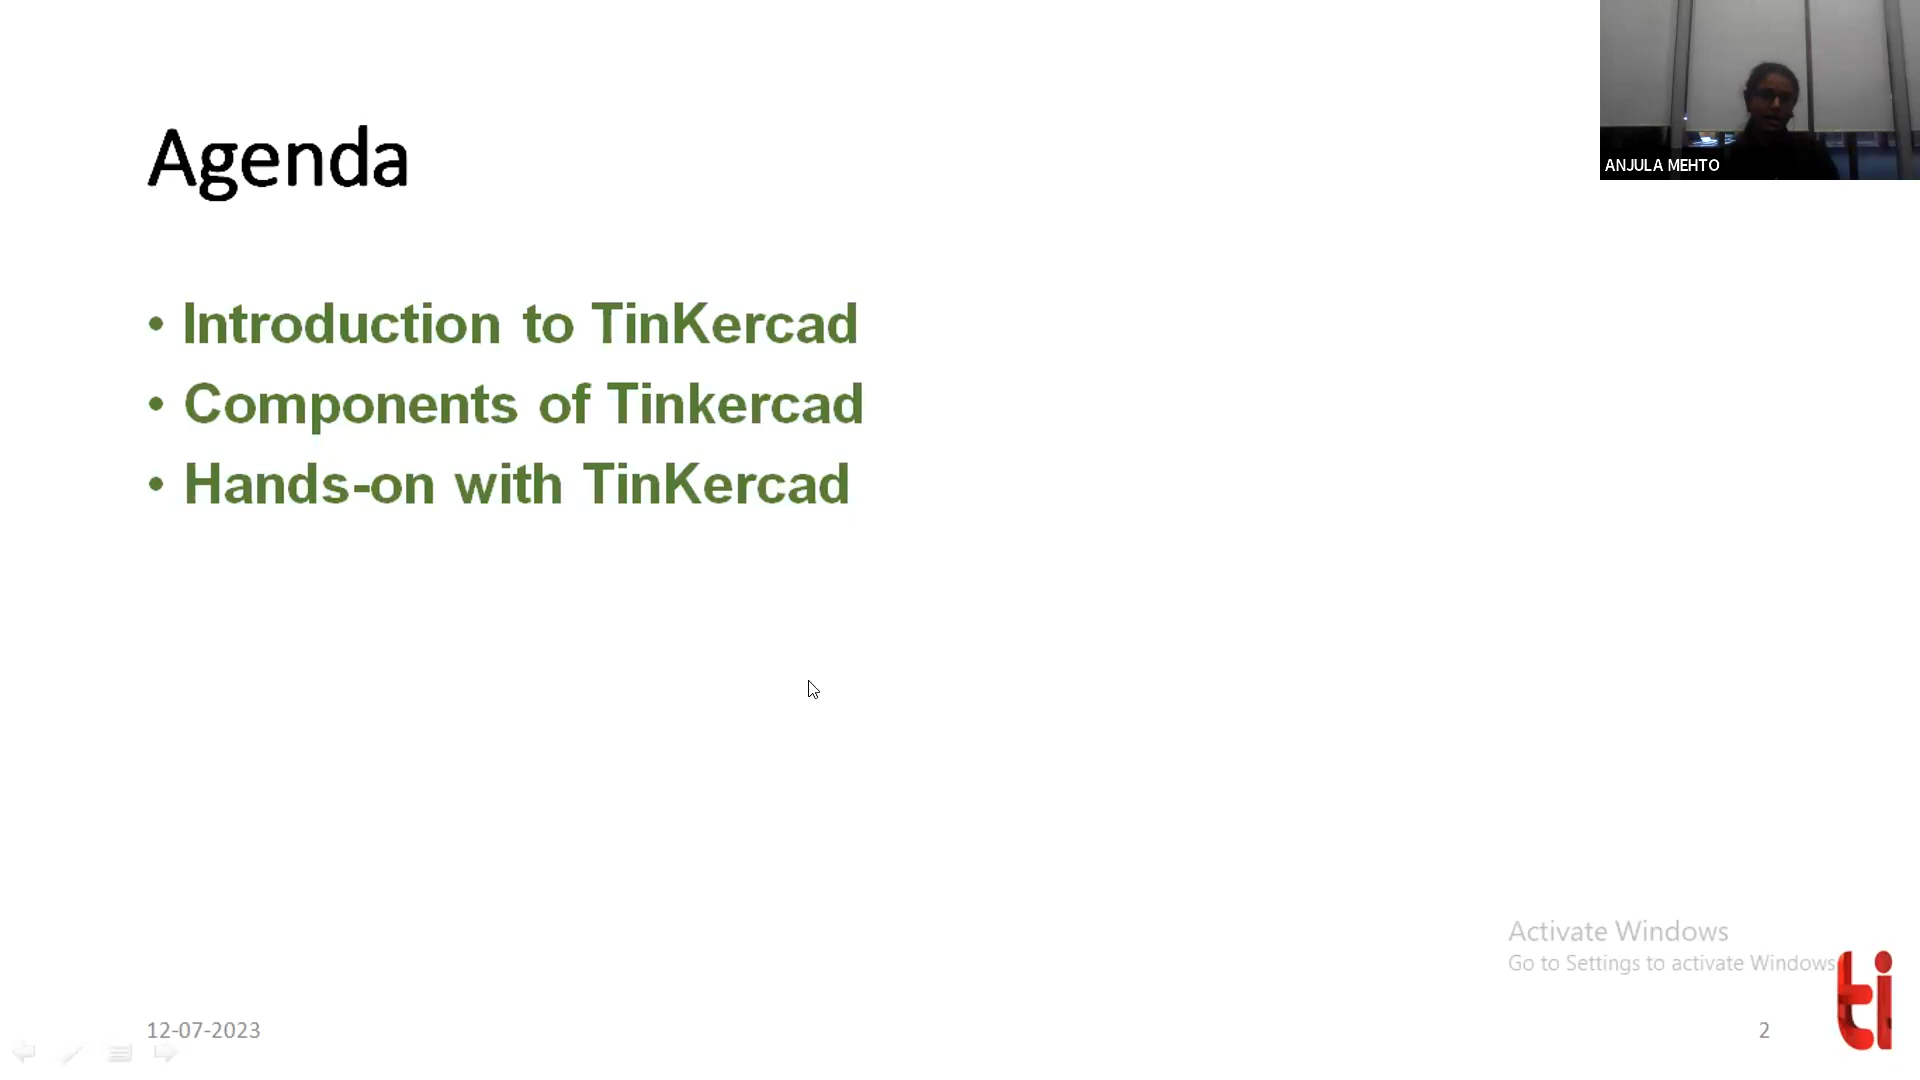 ANJULA MEHTO
Agenda
• Introduction to TinKercad
• Components of Tinkercad
• Hands-on with TinKercad
Activate Windows
Go to Settings to activate Windows
ti
12-07-2023
2